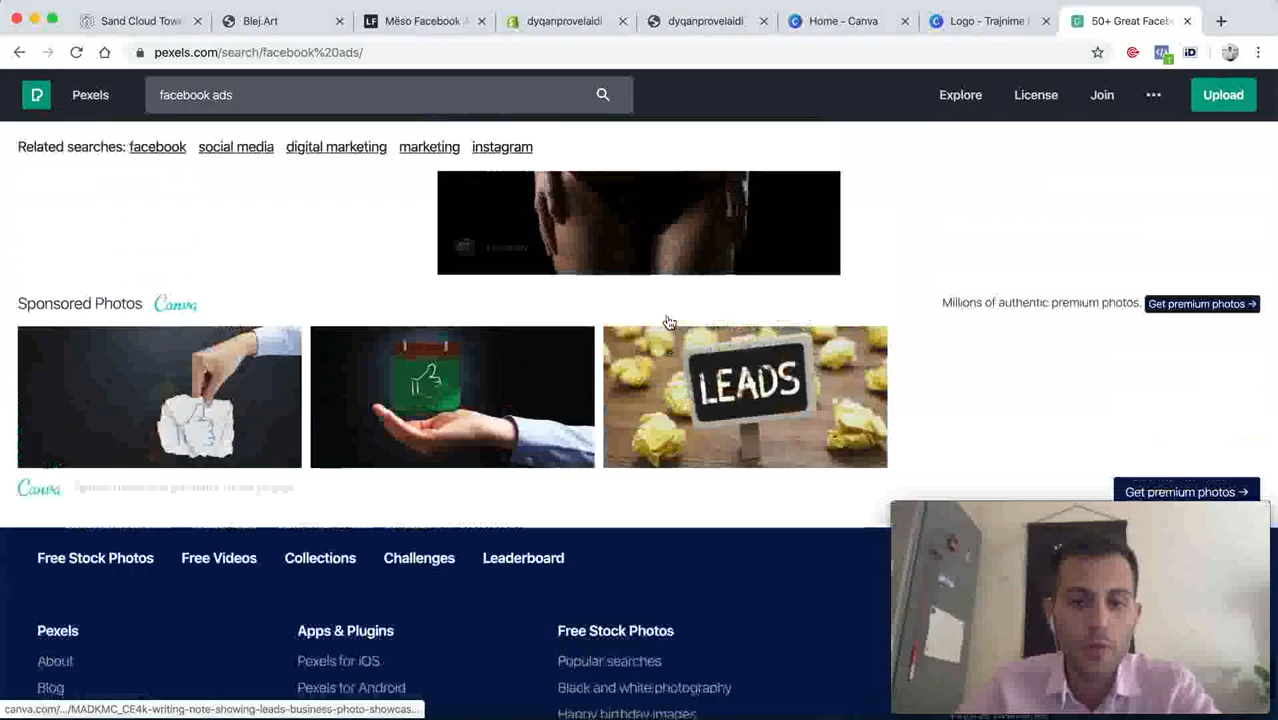 Sand Cloud Tow
Blej.Art
LF Mëso Facebook A
dyqanprovelaidi
dyqanprovelaidi
Home - Canva
Logo - Trajnime
50+ Great Faceb
pexels.com/search/facebook%20ads/
Pexels
facebook ads
Explore
License
Join
Upload
Related searches: facebook social media digital marketing marketing instagram
Sponsored Photos Canva
Millions of authentic premium photos. Get premium photos →
LEADS
Canva
Get premium photos →
Free Stock Photos Free Videos Collections Challenges Leaderboard
Pexels Apps & Plugins Free Stock Photos
About Pexels for iOS Popular searches
Blog Pexels for Android Black and white photography
Happy birthday images
canva.com/.../MADKMC_CE4k-writing-note-showing-leads-business-photo-showcas...